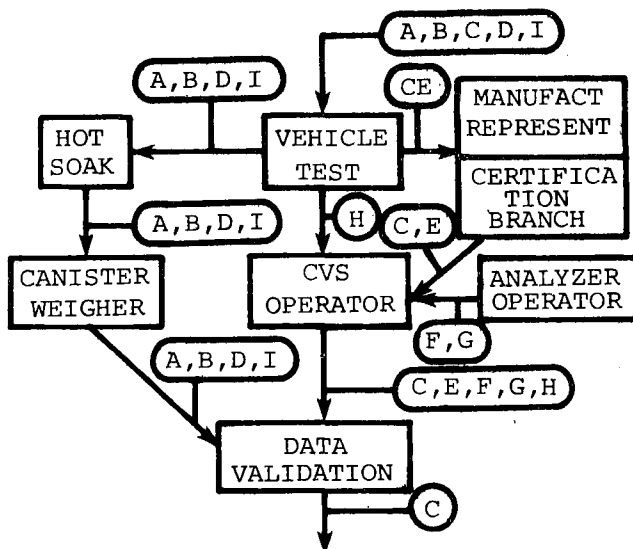 A,B,C,D,I
A,B,D,I
CE
MANUFACT
REPRESENT
HOT
SOAK
VEHICLE
TEST
CERTIFICA
TION
BRANCH
H
C,E
A,B,D,I
CANISTER
WEIGHER
CVS
OPERATOR
ANALYZER
OPERATOR
F,G
A,B,D,I
C,E,F,G,H
DATA
VALIDATION
C